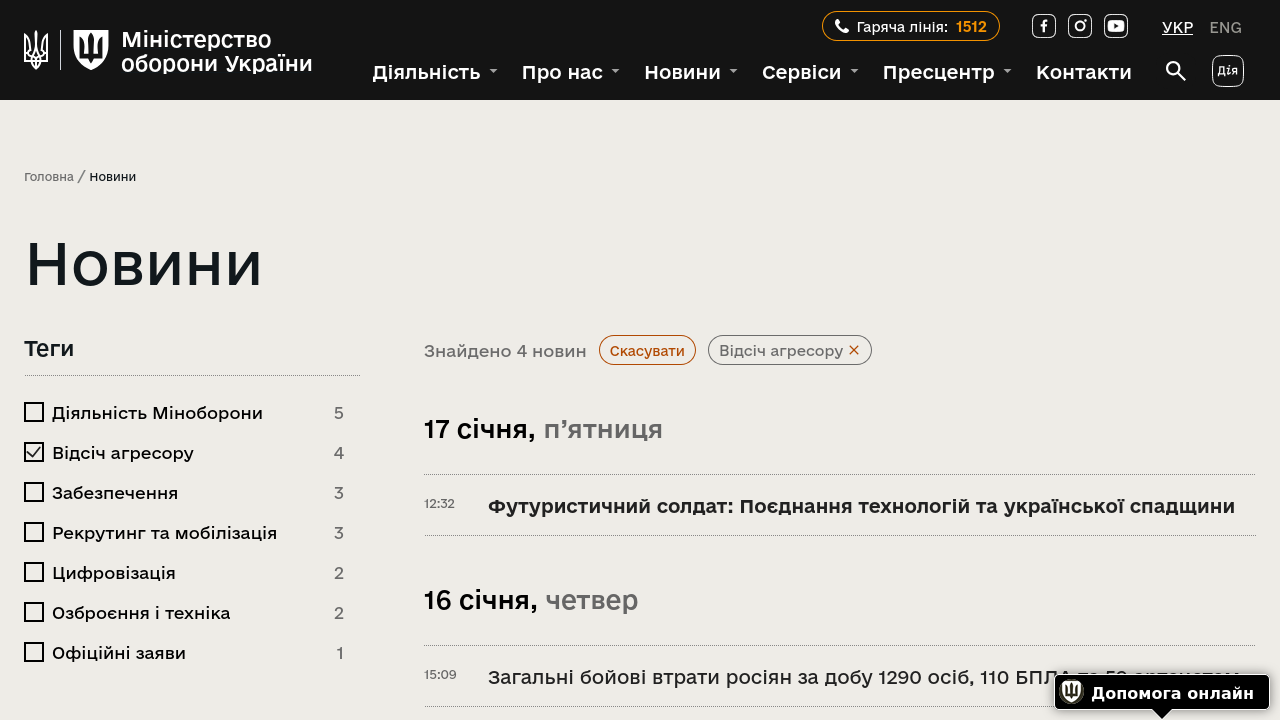 Міністерство
оборони України
Гаряча лінія: 1512
УКР ENG
Діяльність Про нас Новини Сервіси Пресцентр Контакти
Дія
Головна / Новини
Новини
Теги
Діяльність Міноборони 5
Відсіч агресору 4
Забезпечення 3
Рекрутинг та мобілізація 3
Цифровізація 2
Озброєння і техніка 2
Офіційні заяви 1
Знайдено 4 новин Скасувати Відсіч агресору ×
17 січня, п’ятниця
12:32 Футуристичний солдат: Поєднання технологій та української спадщини
16 січня, четвер
15:09 Загальні бойові втрати росіян за добу 1290 осіб, 110 БПЛА
Допомога онлайн